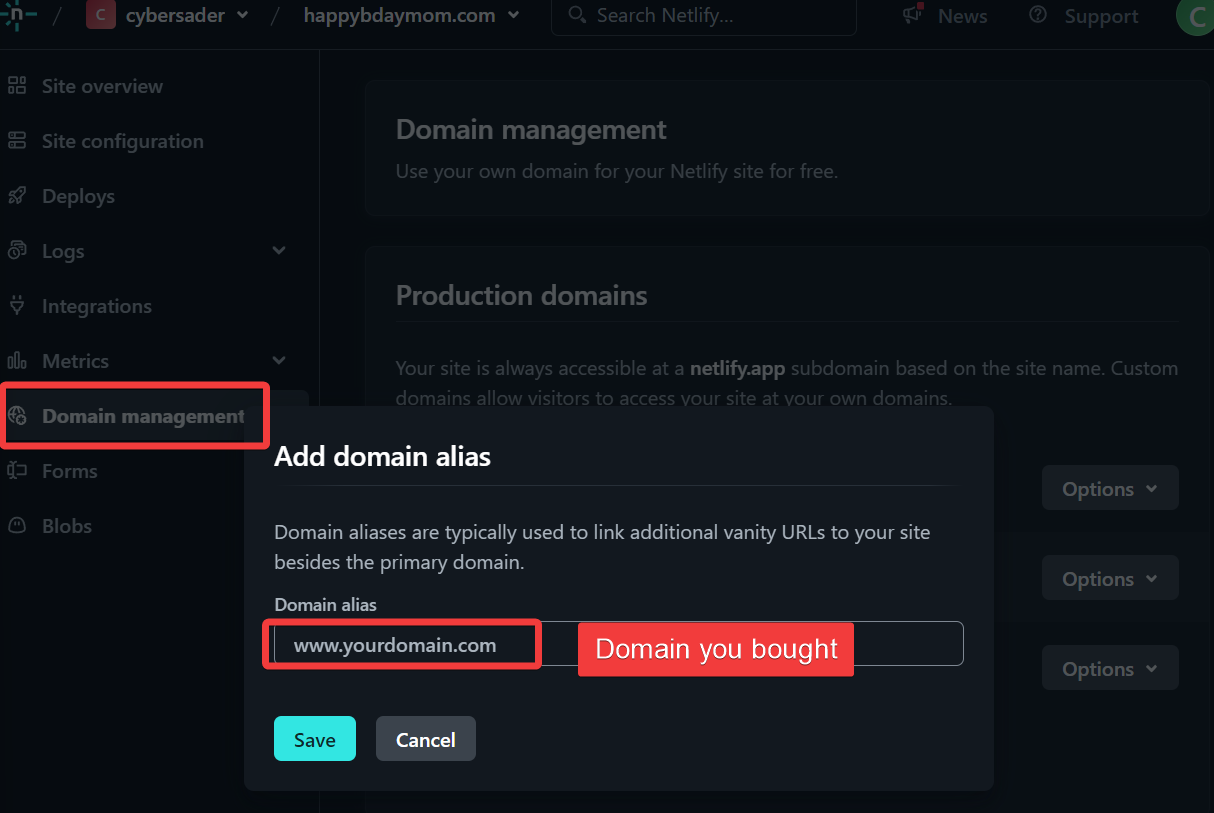 n / C cybersader / happybdaymom.com Search Netlify... News Support C
Site overview
Site configuration
Deploys
Logs
Integrations
Metrics
Domain management
Forms
Blobs
Domain management
Use your own domain for your Netlify site for free.
Production domains
Your site is always accessible at a netlify.app subdomain based on the site name. Custom
domains allow visitors to access your site at your own domains.
Options
Options
Options
Add domain alias
Domain aliases are typically used to link additional vanity URLs to your site
besides the primary domain.
Domain alias
www.yourdomain.com
Domain you bought
Save
Cancel